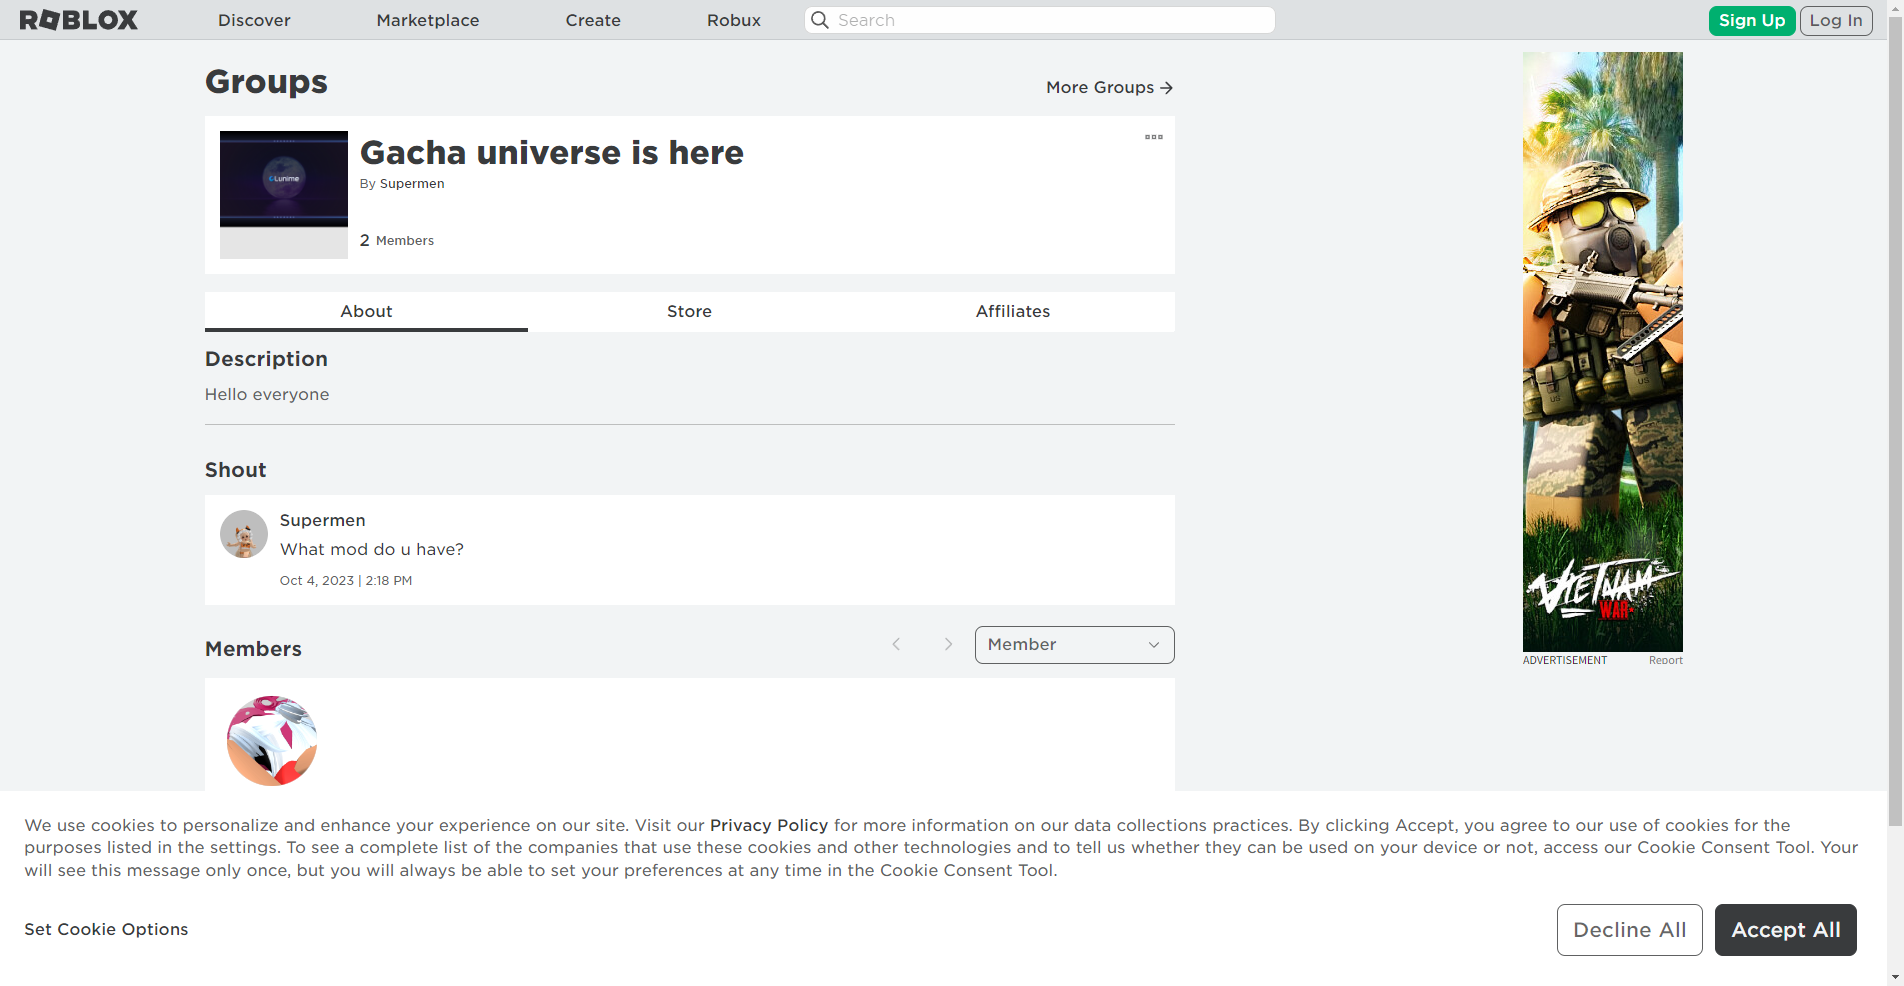 ROBLOX
Discover
Marketplace
Create
Robux
Search
Sign Up
Log In
Groups
More Groups →
Lunime
Gacha universe is here
By Supermen
2 Members
About
Store
Affiliates
Description
Hello everyone
Shout
Supermen
What mod do u have?
Oct 4, 2023 | 2:18 PM
Members
Member
US
US
VIETNAM
WAR
ADVERTISEMENT
Report
We use cookies to personalize and enhance your experience on our site. Visit our Privacy Policy for more information on our data collections practices. By clicking Accept, you agree to our use of cookies for the
purposes listed in the settings. To see a complete list of the companies that use these cookies and other technologies and to tell us whether they can be used on your device or not, access our Cookie Consent Tool. Your
will see this message only once, but you will always be able to set your preferences at any time in the Cookie Consent Tool.
Set Cookie Options
Decline All
Accept All